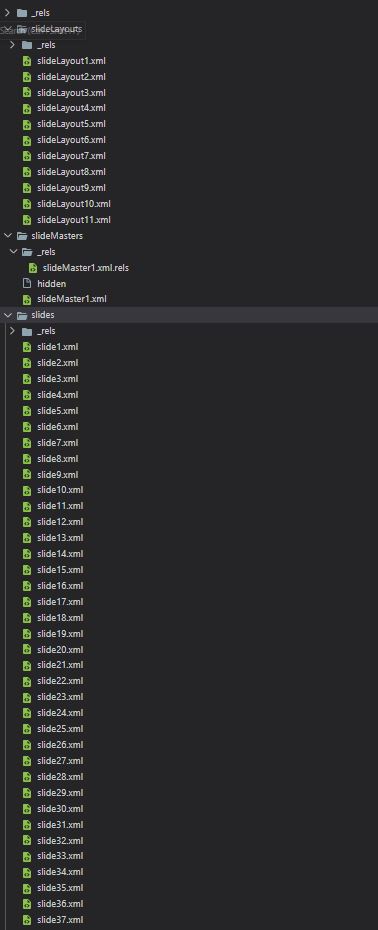 _rels
slideLayouts
_rels
slideLayout1.xml
slideLayout2.xml
slideLayout3.xml
slideLayout4.xml
slideLayout5.xml
slideLayout6.xml
slideLayout7.xml
slideLayout8.xml
slideLayout9.xml
slideLayout10.xml
slideLayout11.xml
slideMasters
_rels
slideMaster1.xml.rels
hidden
slideMaster1.xml
slides
_rels
slide1.xml
slide2.xml
slide3.xml
slide4.xml
slide5.xml
slide6.xml
slide7.xml
slide8.xml
slide9.xml
slide10.xml
slide11.xml
slide12.xml
slide13.xml
slide14.xml
slide15.xml
slide16.xml
slide17.xml
slide18.xml
slide19.xml
slide20.xml
slide21.xml
slide22.xml
slide23.xml
slide24.xml
slide25.xml
slide26.xml
slide27.xml
slide28.xml
slide29.xml
slide30.xml
slide31.xml
slide32.xml
slide33.xml
slide34.xml
slide35.xml
slide36.xml
slide37.xml